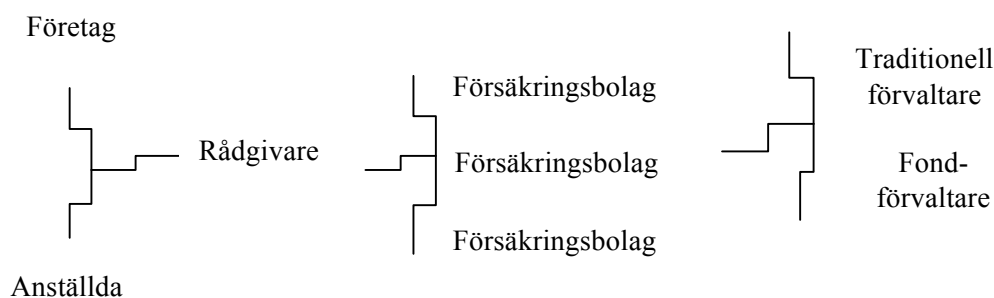 Företag
Anställda
Rådgivare
Försäkringsbolag
Försäkringsbolag
Försäkringsbolag
Traditionell
förvaltare
Fond-
förvaltare